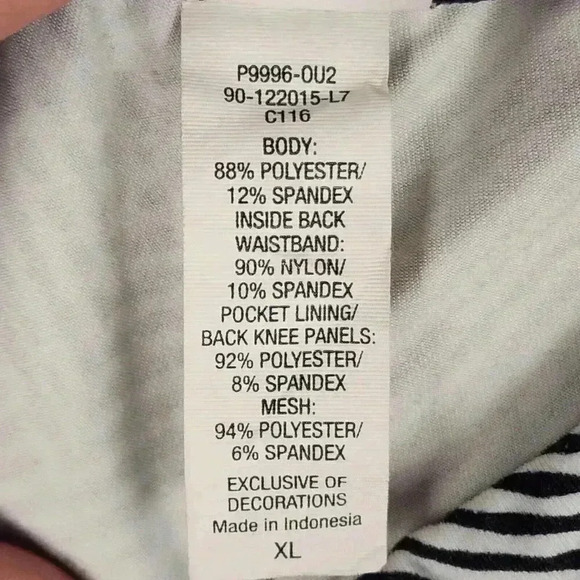 P9996-0U2
90-122015-L7
C116
BODY:
88% POLYESTER/
12% SPANDEX
INSIDE BACK
WAISTBAND:
90% NYLON/
10% SPANDEX
POCKET LINING/
BACK KNEE PANELS:
92% POLYESTER/
8% SPANDEX
MESH:
94% POLYESTER/
6% SPANDEX
EXCLUSIVE OF
DECORATIONS
Made in Indonesia
XL